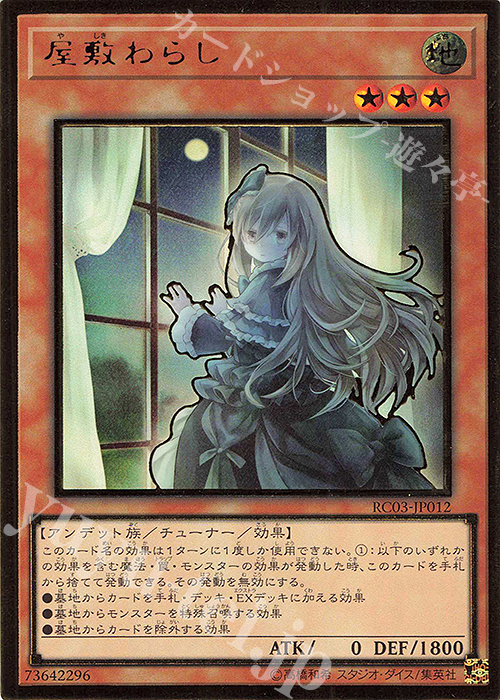 屋敷わらし
地
カードショップ-遊々亭-
RC03-JP012
【アンデット族/チューナー/効果】
このカード名の効果は1ターンに1度しか使用できない。①:以下のいずれか
の効果を含む魔法・罠・モンスターの効果が発動した時、このカードを手札
から捨てて発動できる。その発動を無効にする。
●墓地からカードを手札・デッキ・EXデッキに加える効果
●墓地からモンスターを特殊召喚する効果
●墓地からカードを除外する効果
ATK/ 0 DEF/1800
73642296
©高橋和希 スタジオ・ダイス/集英社